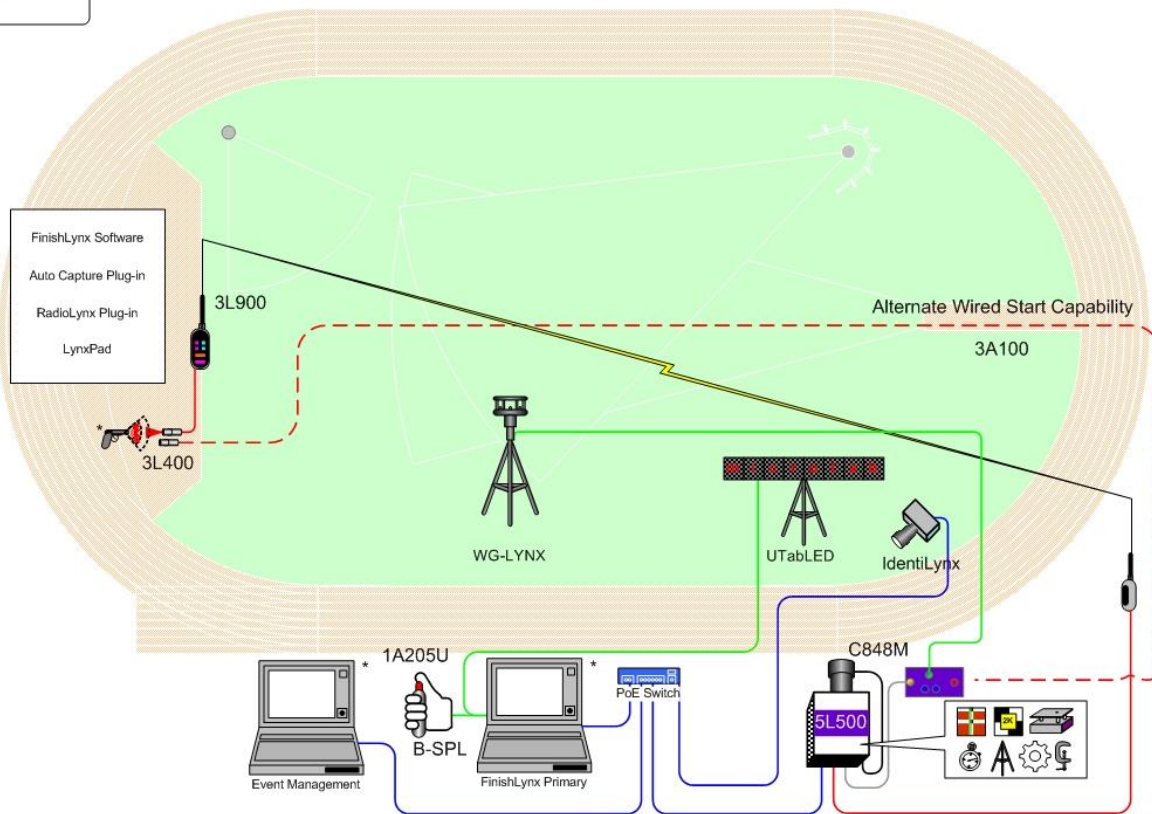 FinishLynx Software
Auto Capture Plug-in
RadioLynx Plug-in
LynxPad
3L900
Alternate Wired Start Capability
3A100
*
3L400
WG-LYNX
UTabLED
IdentiLynx
1A205U
B-SPL
*
Event Management
*
FinishLynx Primary
PoE Switch
C848M
5L500
2K